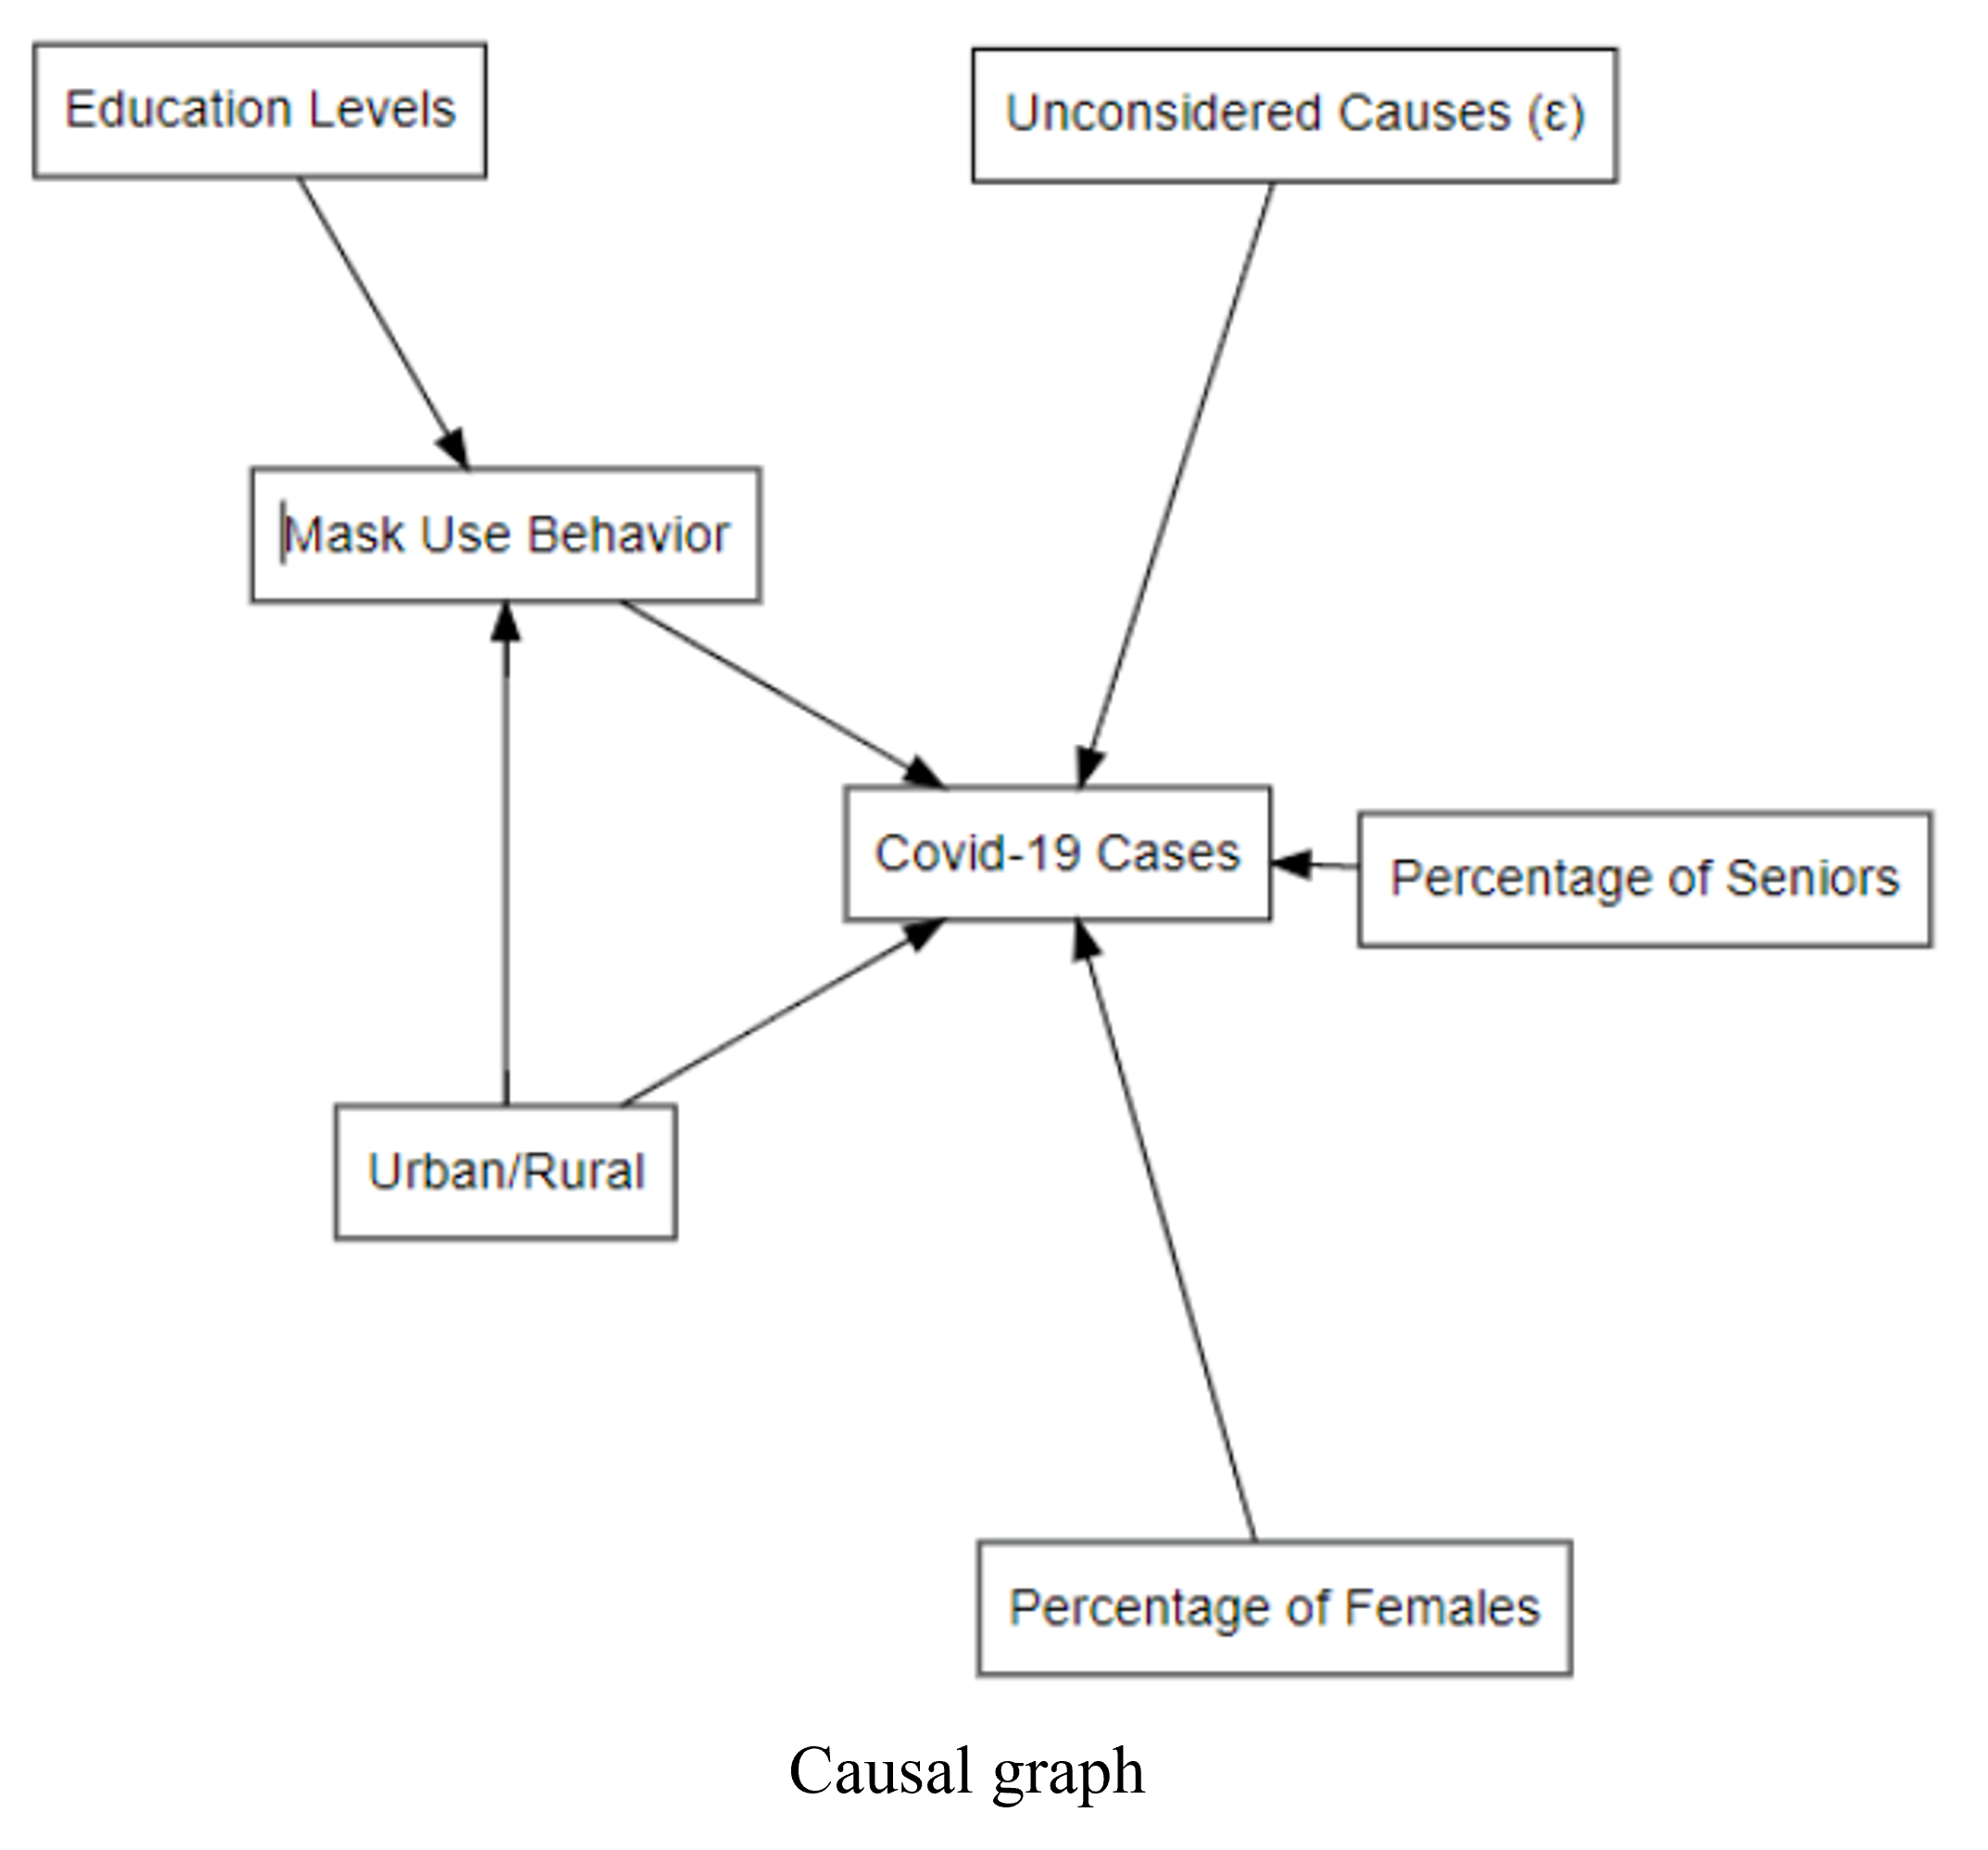 Education Levels
Unconsidered Causes (ε)
Mask Use Behavior
Covid-19 Cases
Percentage of Seniors
Urban/Rural
Percentage of Females
Causal graph